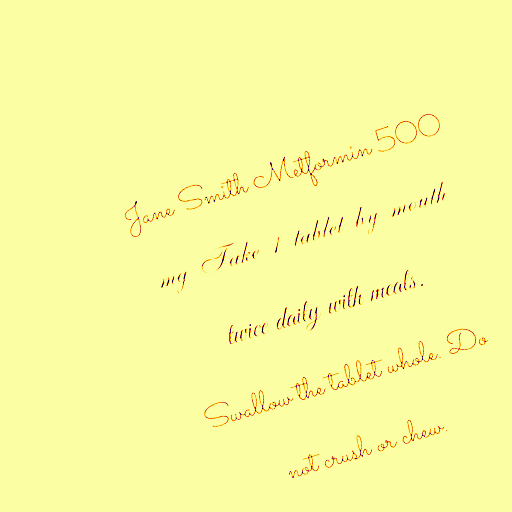 Jane Smith Metformin 500
my Take 1 tablet by mouth
twice daily with meals.
Swallow the tablet whole. Do
not crush or chew.